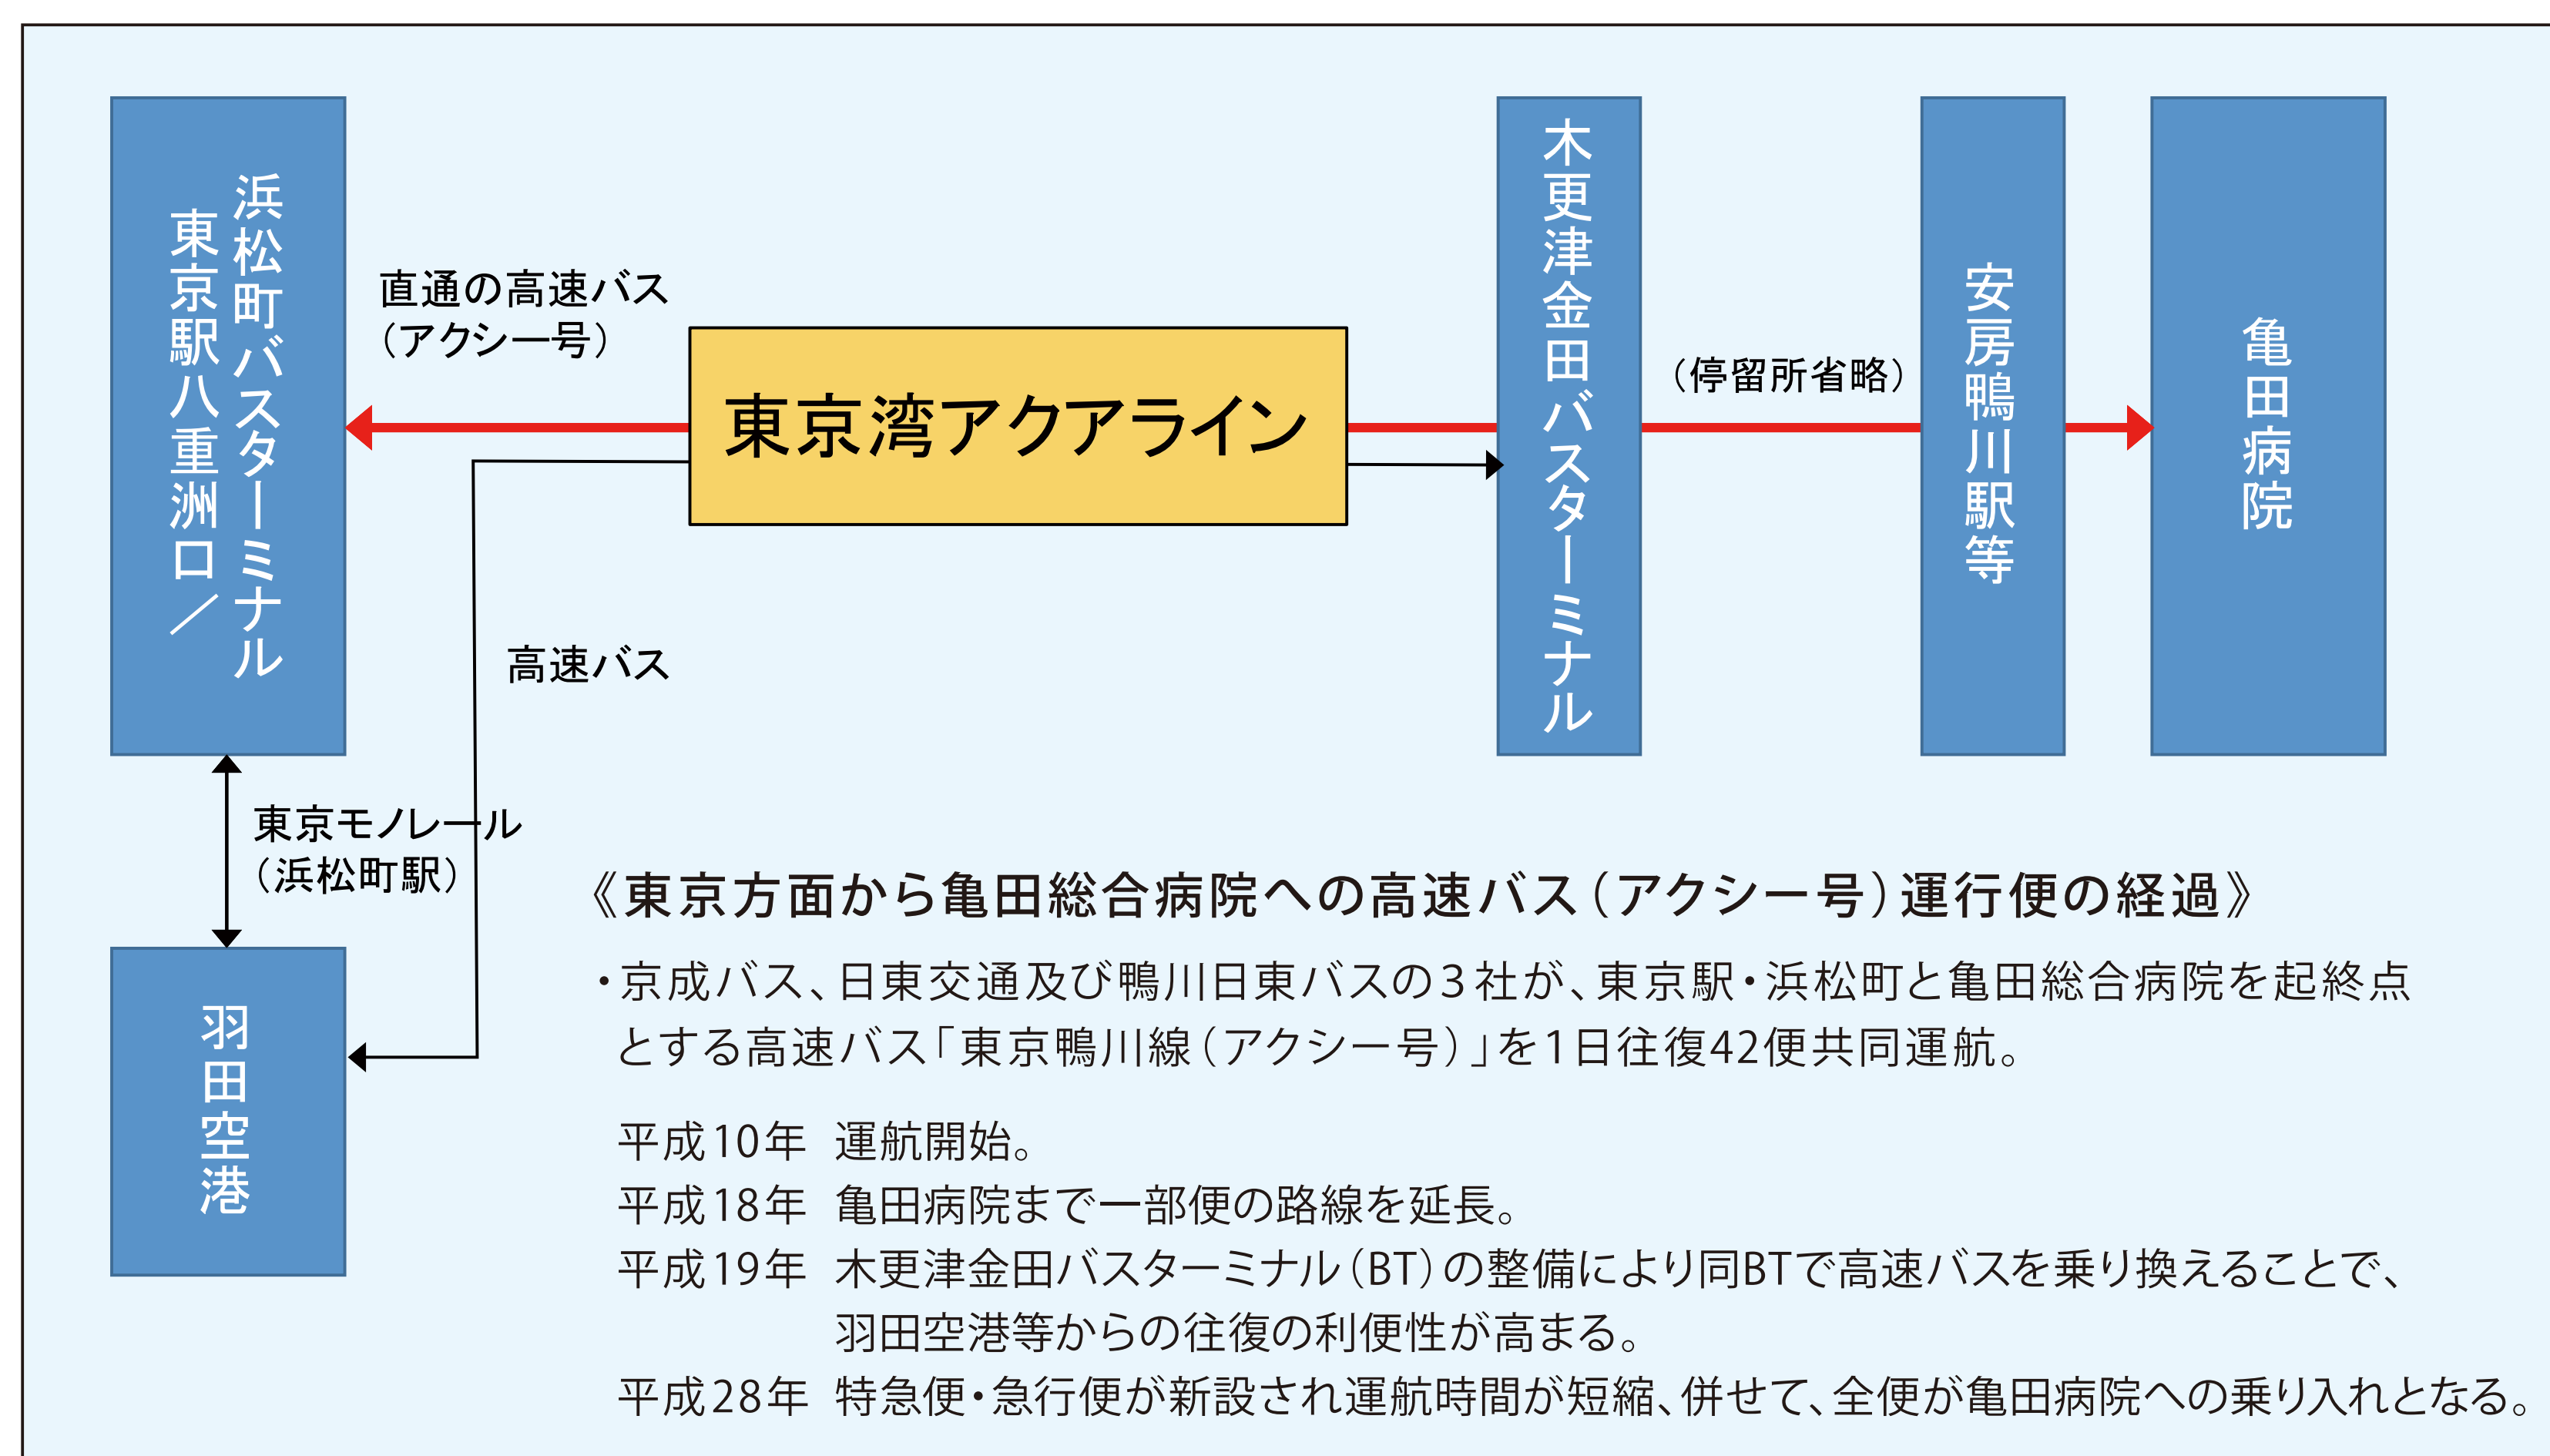 浜松町バスターミナル
東京駅八重洲口／
直通の高速バス
（アクシー号）
東京湾アクアライン
木更津金田バスターミナル
（停留所省略）
安房鴨川駅等
亀田病院
高速バス
東京モノレール
（浜松町駅）
羽田空港
《東京方面から亀田総合病院への高速バス（アクシー号）運行便の経過》
・京成バス、日東交通及び鴨川日東バスの３社が、東京駅・浜松町と亀田総合病院を起終点
とする高速バス「東京鴨川線（アクシー号）」を1日往復42便共同運航。
平成10年 運航開始。
平成18年 亀田病院まで一部便の路線を延長。
平成19年 木更津金田バスターミナル（BT）の整備により同BTで高速バスを乗り換えることで、
羽田空港等からの往復の利便性が高まる。
平成28年 特急便・急行便が新設され運航時間が短縮、併せて、全便が亀田病院への乗り入れとなる。